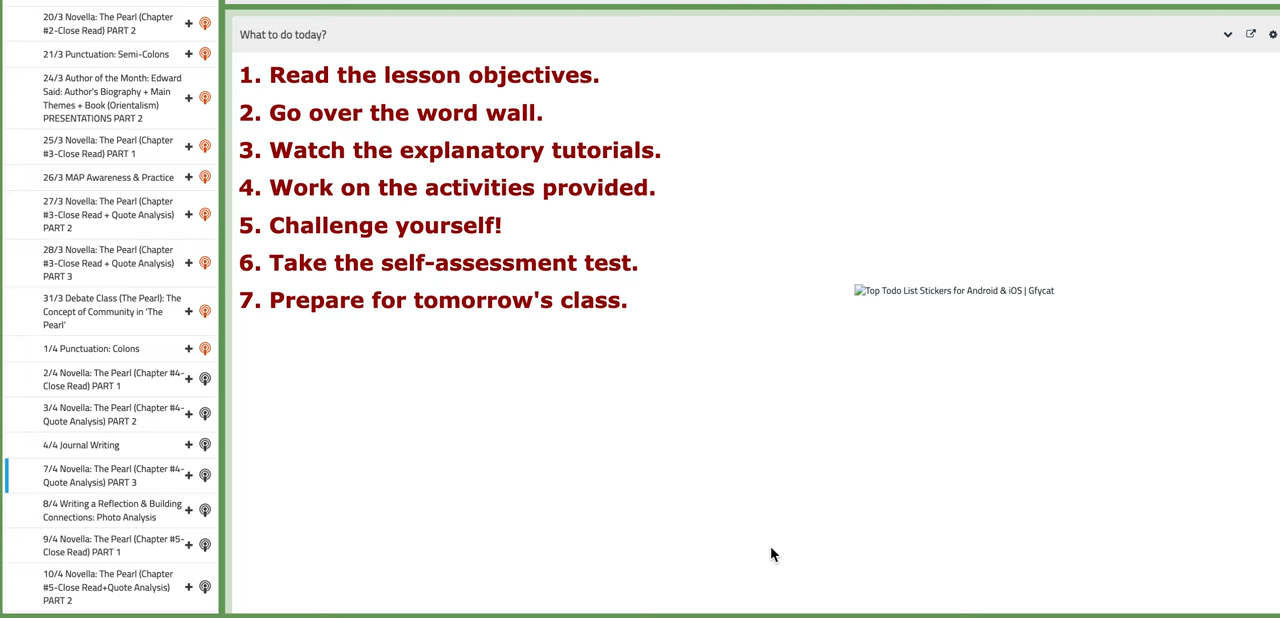 20/3 Novella: The Pearl (Chapter
#2-Close Read) PART 2
21/3 Punctuation: Semi-Colons
24/3 Author of the Month: Edward
Said: Author's Biography + Main
Themes + Book (Orientalism)
PRESENTATIONS PART 2
25/3 Novella: The Pearl (Chapter
#3-Close Read) PART 1
26/3 MAP Awareness & Practice
27/3 Novella: The Pearl (Chapter
#3-Close Read + Quote Analysis)
PART 2
28/3 Novella: The Pearl (Chapter
#3-Close Read + Quote Analysis)
PART 3
31/3 Debate Class (The Pearl): The
Concept of Community in 'The
Pearl'
1/4 Punctuation: Colons
2/4 Novella: The Pearl (Chapter #4-
Close Read) PART 1
3/4 Novella: The Pearl (Chapter #4-
Quote Analysis) PART 2
4/4 Journal Writing
7/4 Novella: The Pearl (Chapter #4-
Quote Analysis) PART 3
8/4 Writing a Reflection & Building
Connections: Photo Analysis
9/4 Novella: The Pearl (Chapter #5-
Close Read) PART 1
10/4 Novella: The Pearl (Chapter
#5-Close Read+Quote Analysis)
PART 2
What to do today?
1. Read the lesson objectives.
2. Go over the word wall.
3. Watch the explanatory tutorials.
4. Work on the activities provided.
5. Challenge yourself!
6. Take the self-assessment test.
7. Prepare for tomorrow's class.
Top Todo List Stickers for Android & iOS | Gfycat